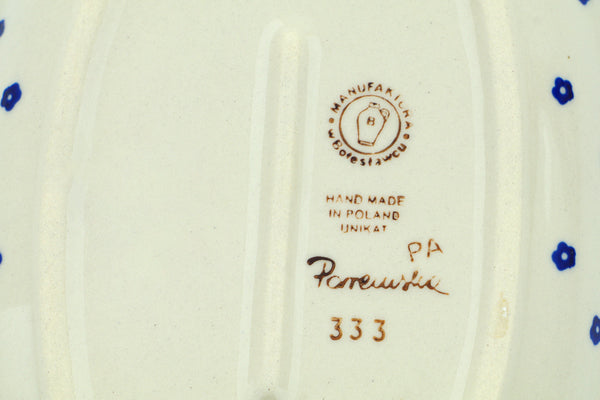 MANUFAKTURA
w Bolesławcu
B
HAND MADE
IN POLAND
UNIKAT
PA
333